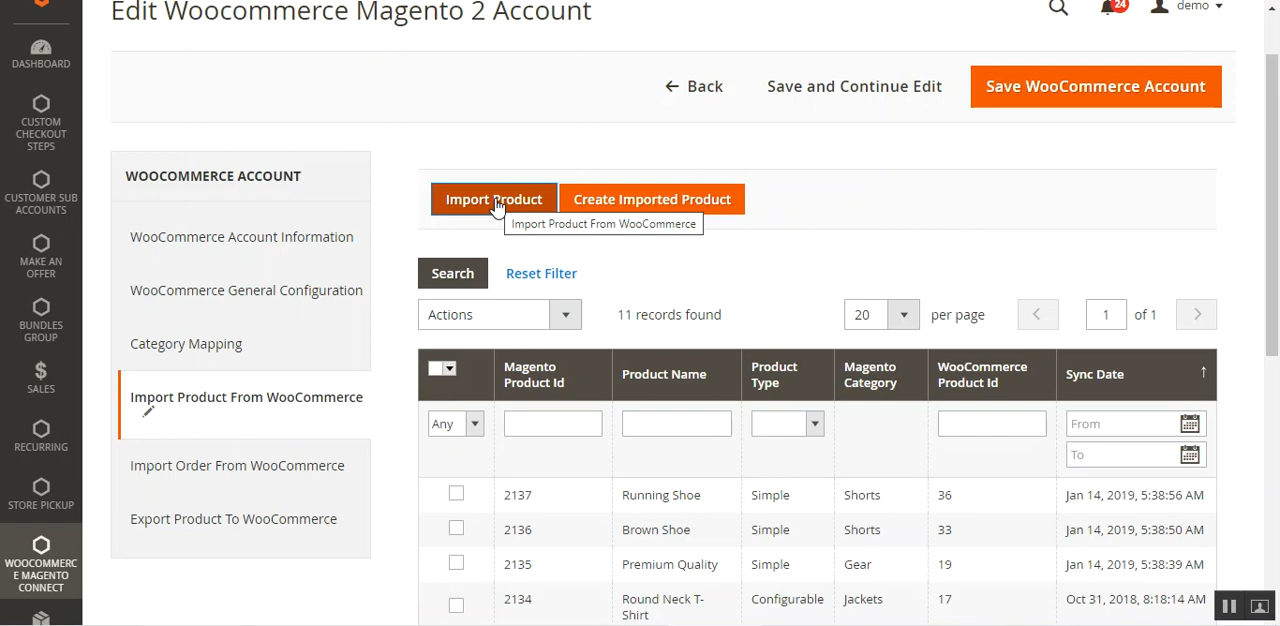 Edit Woocommerce Magento 2 Account
24
demo
DASHBOARD
CUSTOM
CHECKOUT
STEPS
CUSTOMER SUB
ACCOUNTS
MAKE AN
OFFER
BUNDLES
GROUP
$
SALES
RECURRING
STORE PICKUP
WOOCOMMERC
E MAGENTO
CONNECT
← Back
Save and Continue Edit
Save WooCommerce Account
WOOCOMMERCE ACCOUNT
WooCommerce Account Information
WooCommerce General Configuration
Category Mapping
Import Product From WooCommerce
Import Order From WooCommerce
Export Product To WooCommerce
Import Product
Create Imported Product
Import Product From WooCommerce
Search
Reset Filter
Actions
11 records found
20
per page
1
of 1
Magento Product Id
Product Name
Product Type
Magento Category
WooCommerce Product Id
Sync Date ↑
Any
From
To
2137 Running Shoe Simple Shorts 36 Jan 14, 2019, 5:38:56 AM
2136 Brown Shoe Simple Shorts 33 Jan 14, 2019, 5:38:50 AM
2135 Premium Quality Simple Gear 19 Jan 14, 2019, 5:38:39 AM
2134 Round Neck T- Configurable Jackets 17 Oct 31, 2018, 8:18:14 AM
Shirt